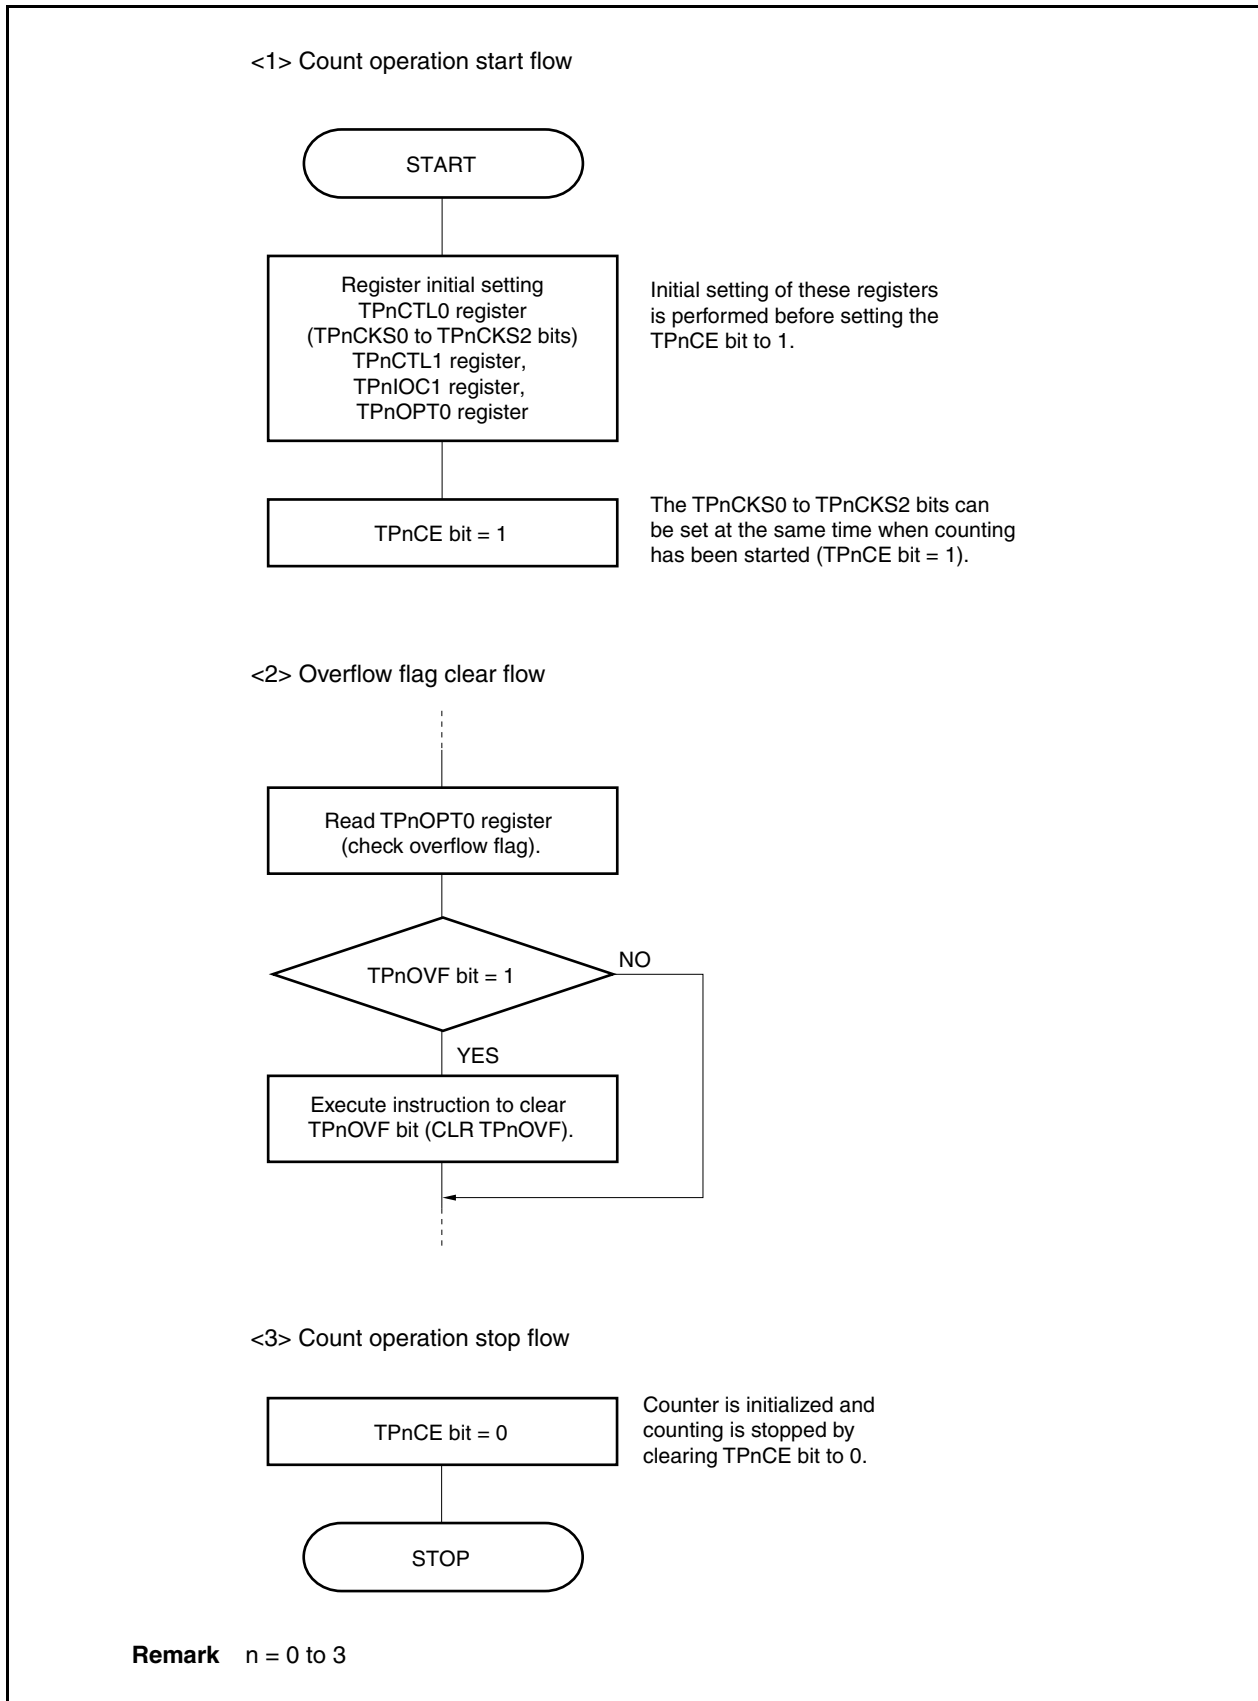 <1> Count operation start flow
START
Register initial setting
TPnCTL0 register
(TPnCKS0 to TPnCKS2 bits)
TPnCTL1 register,
TPnIOC1 register,
TPnOPT0 register
Initial setting of these registers
is performed before setting the
TPnCE bit to 1.
TPnCE bit = 1
The TPnCKS0 to TPnCKS2 bits can
be set at the same time when counting
has been started (TPnCE bit = 1).
<2> Overflow flag clear flow
Read TPnOPT0 register
(check overflow flag).
TPnOVF bit = 1
NO
YES
Execute instruction to clear
TPnOVF bit (CLR TPnOVF).
<3> Count operation stop flow
TPnCE bit = 0
Counter is initialized and
counting is stopped by
clearing TPnCE bit to 0.
STOP
Remark n = 0 to 3